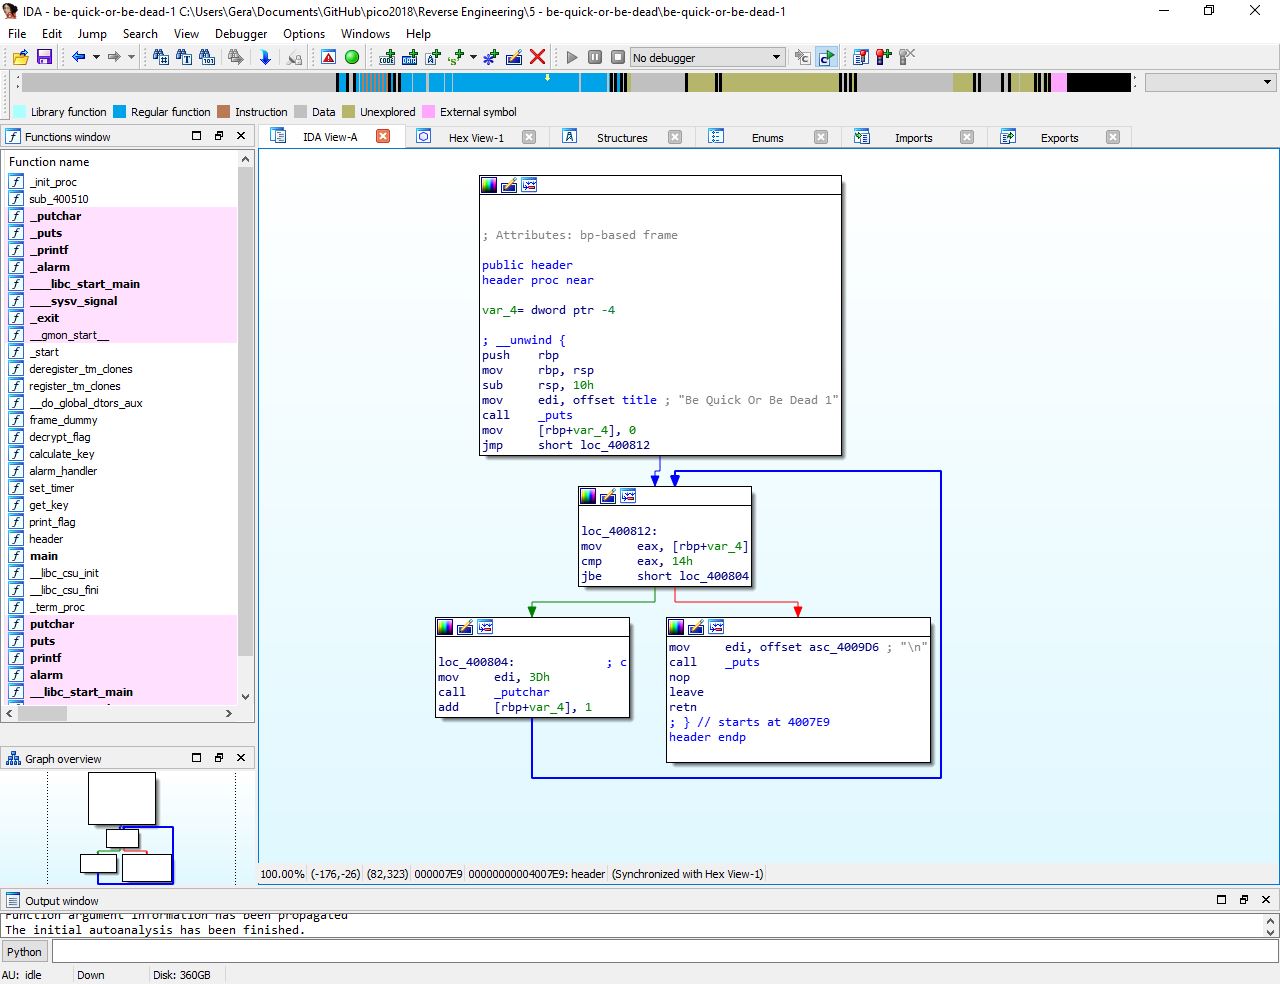 IDA - be-quick-or-be-dead-1 C:\Users\Gera\Documents\GitHub\pico2018\Reverse Engineering\5 - be-quick-or-be-dead\be-quick-or-be-dead-1
File Edit Jump Search View Debugger Options Windows Help
No debugger
Library function Regular function Instruction Data Unexplored External symbol
Functions window
IDA View-A Hex View-1 Structures Enums Imports Exports
Function name
_init_proc
sub_400510
_putchar
_puts
_printf
_alarm
___libc_start_main
___sysv_signal
_exit
__gmon_start__
_start
deregister_tm_clones
register_tm_clones
__do_global_dtors_aux
frame_dummy
decrypt_flag
calculate_key
alarm_handler
set_timer
get_key
print_flag
header
main
__libc_csu_init
__libc_csu_fini
_term_proc
putchar
puts
printf
alarm
__libc_start_main
; Attributes: bp-based frame
public header
header proc near
var_4= dword ptr -4
; __unwind {
push rbp
mov rbp, rsp
sub rsp, 10h
mov edi, offset title ; "Be Quick Or Be Dead 1"
call _puts
mov [rbp+var_4], 0
jmp short loc_400812
loc_400812:
mov eax, [rbp+var_4]
cmp eax, 14h
jbe short loc_400804
loc_400804: ; c
mov edi, 3Dh
call _putchar
add [rbp+var_4], 1
mov edi, offset asc_4009D6 ; "\n"
call _puts
nop
leave
retn
; } // starts at 4007E9
header endp
Graph overview
100.00% (-176,-26) (82,323) 000007E9 00000000004007E9: header (Synchronized with Hex View-1)
Output window
Function argument information has been propagated
The initial autoanalysis has been finished.
Python
AU: idle Down Disk: 360GB